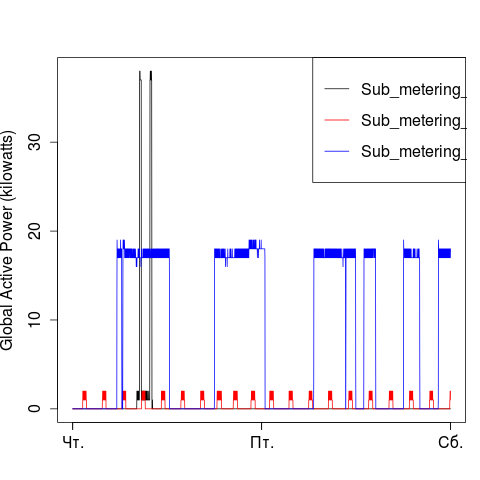 Sub_metering_
Sub_metering_
Sub_metering_
Global Active Power (kilowatts)
30
20
10
0
Чт.
Пт.
Сб.